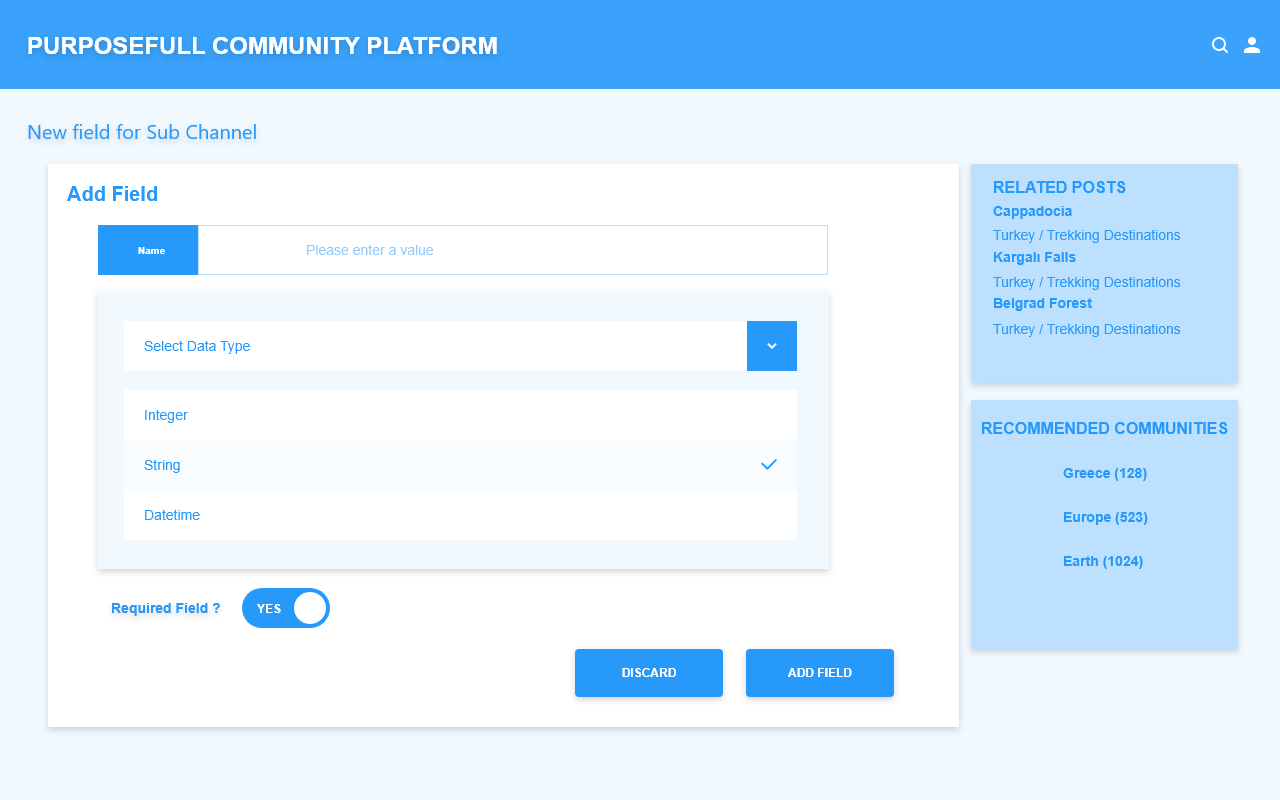 PURPOSEFULL COMMUNITY PLATFORM
New field for Sub Channel
Add Field
Name
Please enter a value
Select Data Type
Integer
String
Datetime
Required Field ?
YES
DISCARD
ADD FIELD
RELATED POSTS
Cappadocia
Turkey / Trekking Destinations
Kargalı Falls
Turkey / Trekking Destinations
Belgrad Forest
Turkey / Trekking Destinations
RECOMMENDED COMMUNITIES
Greece (128)
Europe (523)
Earth (1024)